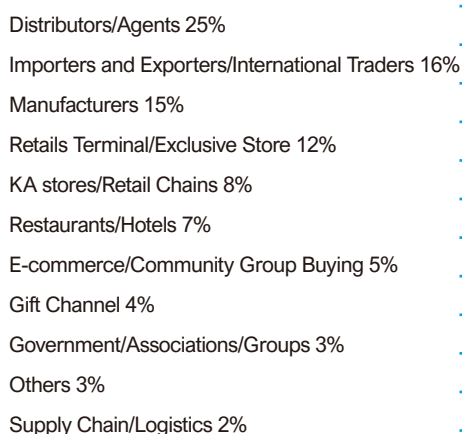 Distributors/Agents 25%
Importers and Exporters/International Traders 16%
Manufacturers 15%
Retails Terminal/Exclusive Store 12%
KA stores/Retail Chains 8%
Restaurants/Hotels 7%
E-commerce/Community Group Buying 5%
Gift Channel 4%
Government/Associations/Groups 3%
Others 3%
Supply Chain/Logistics 2%